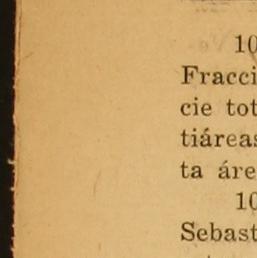 10
Fracci
cie tot
tiáreas
ta áre
10
Sebast